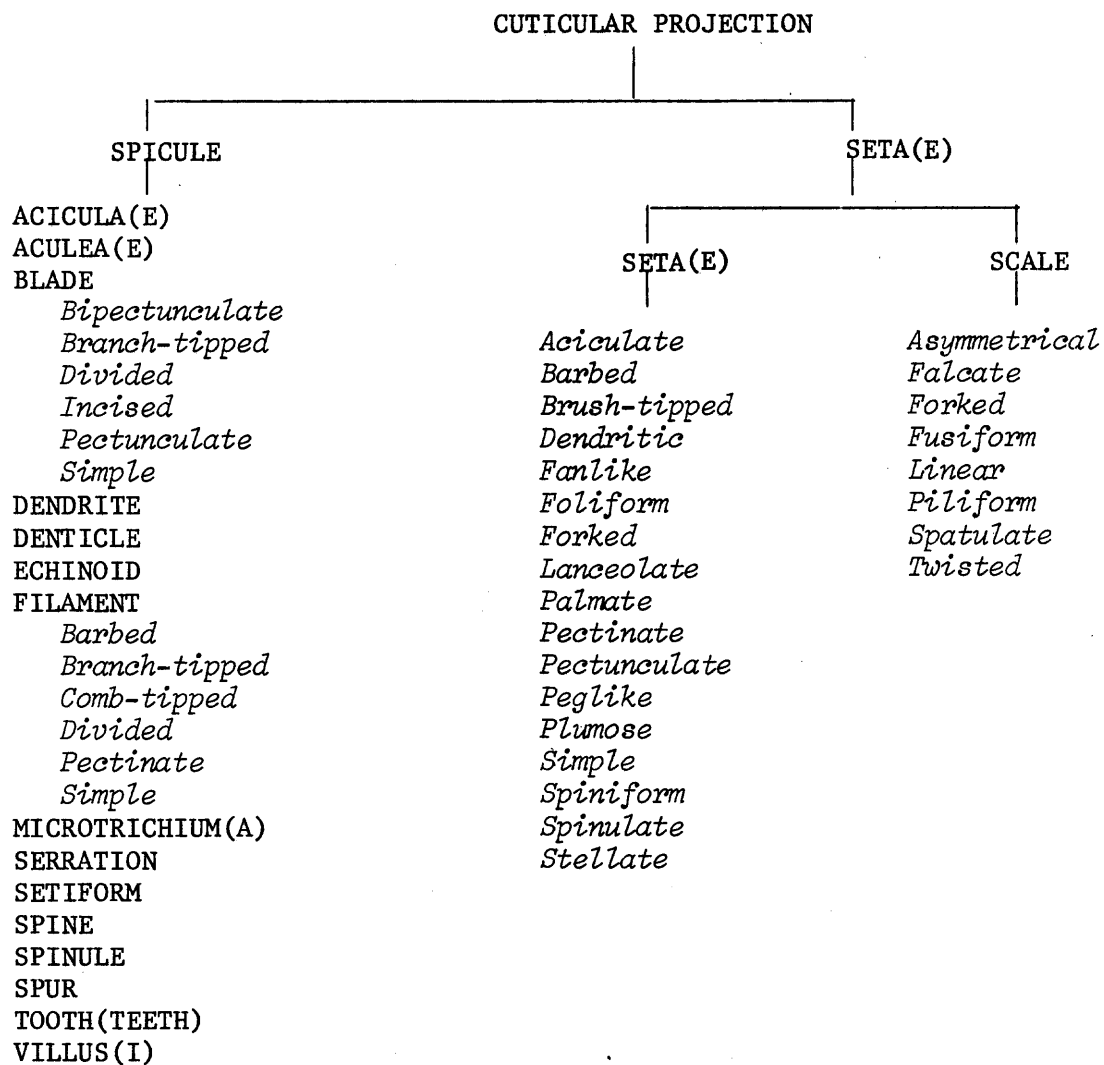 CUTICULAR PROJECTION
SPICULE
SETA(E)
ACICULA(E)
ACULEA(E)
BLADE
Bipectunculate
Branch-tipped
Divided
Incised
Pectunculate
Simple
DENDRITE
DENTICLE
ECHINOID
FILAMENT
Barbed
Branch-tipped
Comb-tipped
Divided
Pectinate
Simple
MICROTRICHIUM(A)
SERRATION
SETIFORM
SPINE
SPINULE
SPUR
TOOTH(TEETH)
VILLUS(I)
SETA(E)
Aciculate
Barbed
Brush-tipped
Dendritic
Fanlike
Foliform
Forked
Lanceolate
Palmate
Pectinate
Pectunculate
Peglike
Plumose
Simple
Spiniform
Spinulate
Stellate
SCALE
Asymmetrical
Falcate
Forked
Fusiform
Linear
Piliform
Spatulate
Twisted